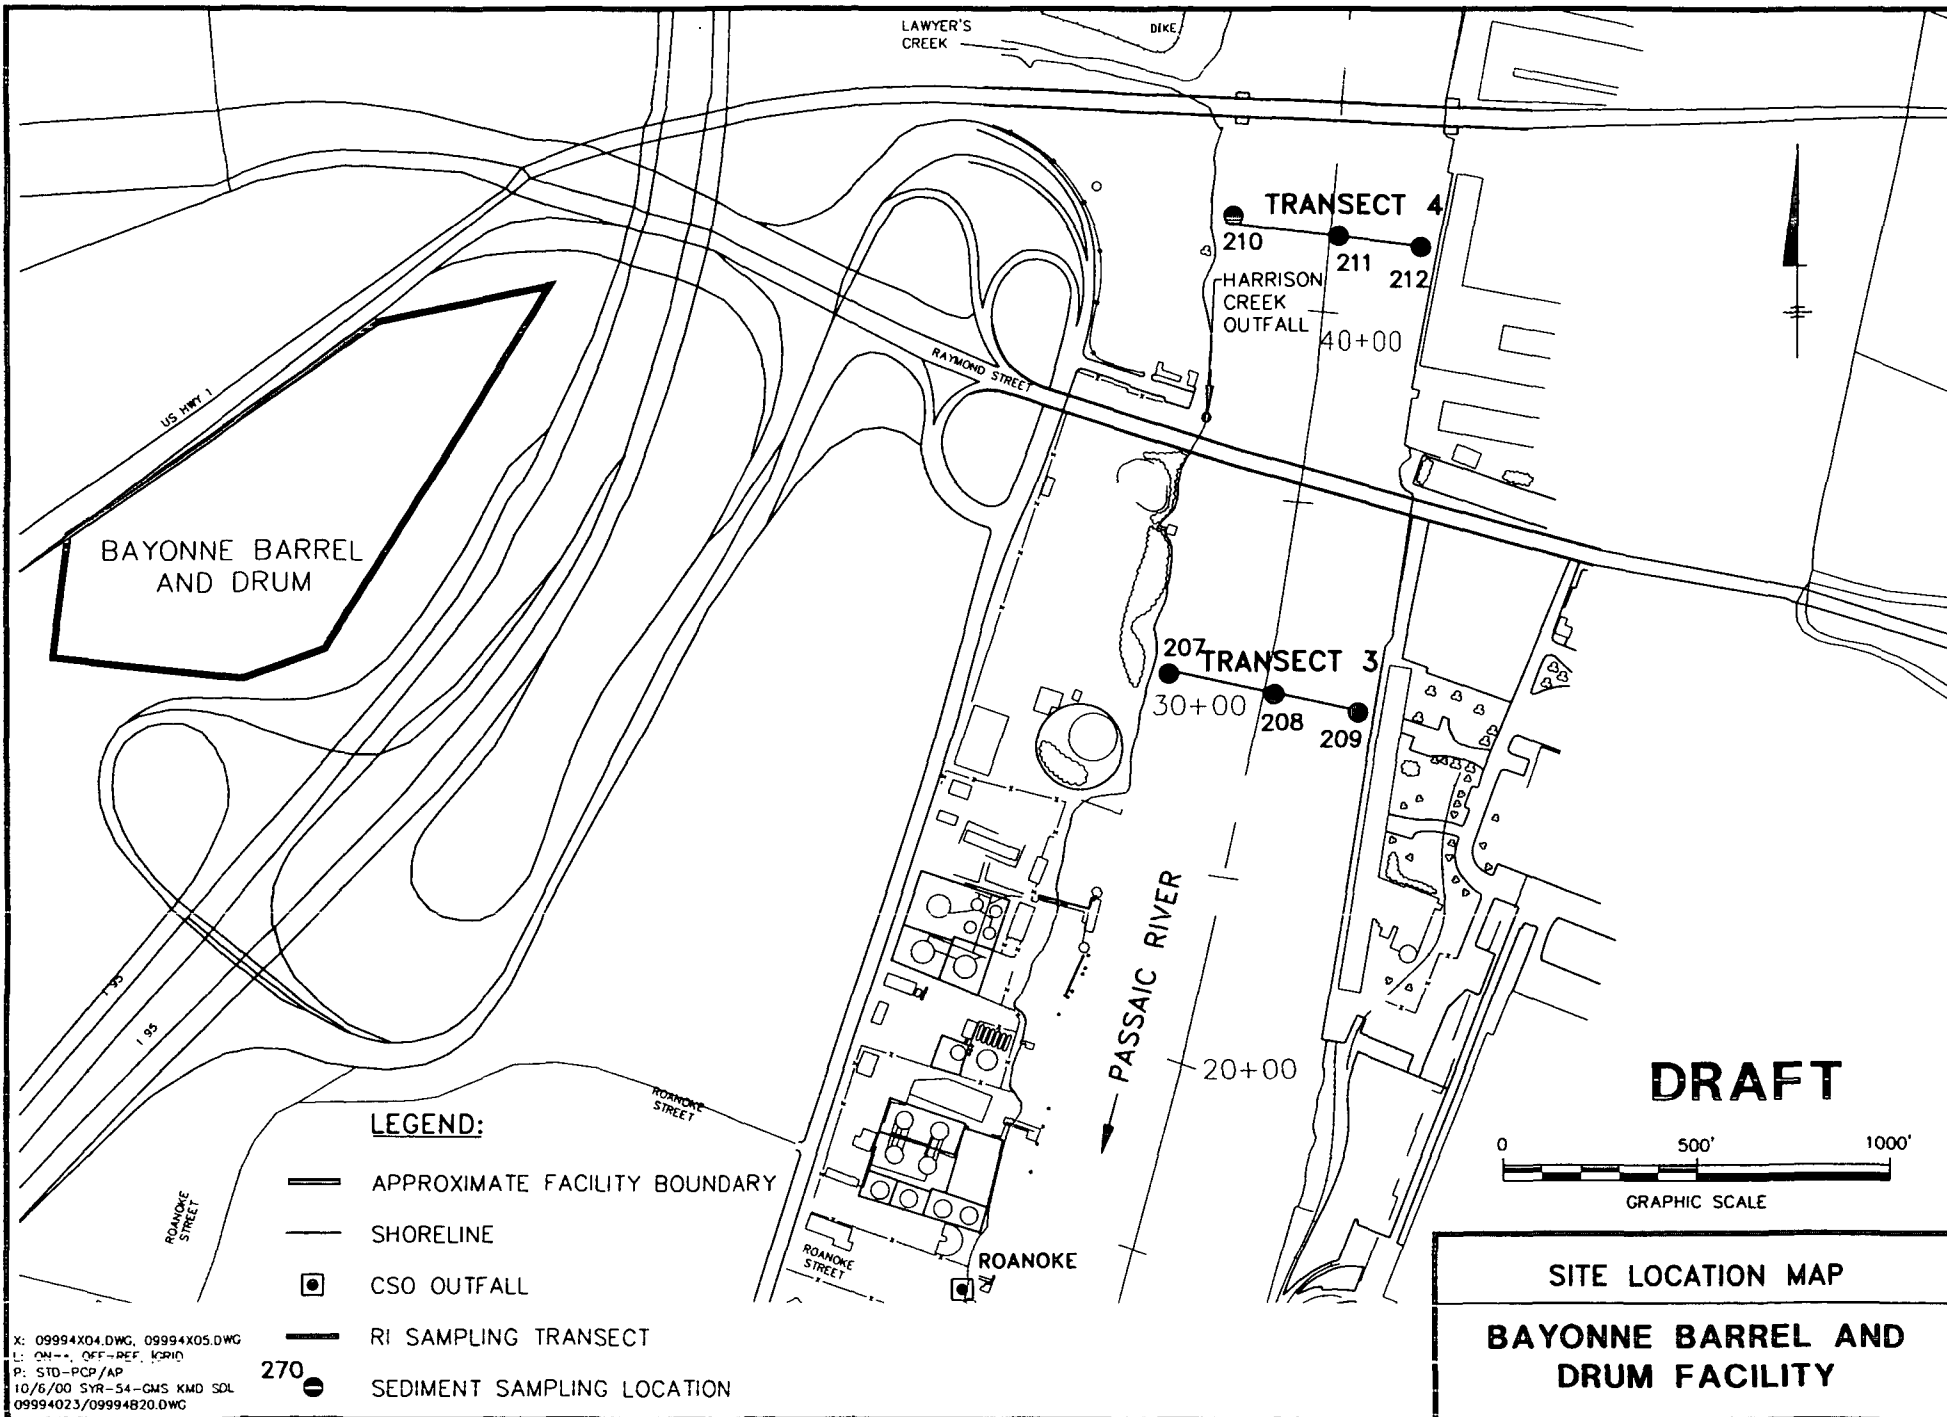 LAWYER'S
CREEK
DIKE
TRANSECT 4
210
211
212
HARRISON
CREEK
OUTFALL
40+00
RAYMOND STREET
US HWY 1
BAYONNE BARREL
AND DRUM
207
TRANSECT 3
30+00
208
209
PASSAIC RIVER
20+00
I 95
I 95
ROANOKE
STREET
ROANOKE
STREET
ROANOKE
STREET
ROANOKE
DRAFT
0 500' 1000'
GRAPHIC SCALE
LEGEND:
APPROXIMATE FACILITY BOUNDARY
SHORELINE
CSO OUTFALL
RI SAMPLING TRANSECT
270
SEDIMENT SAMPLING LOCATION
X: 09994X04.DWG, 09994X05.DWG
L: ON=*, OFF=REF,
P: STD-PCP/AP
10/6/00 SYR-54-GMS KMD SDL
09994023/09994B20.DWG
SITE LOCATION MAP
BAYONNE BARREL AND
DRUM FACILITY